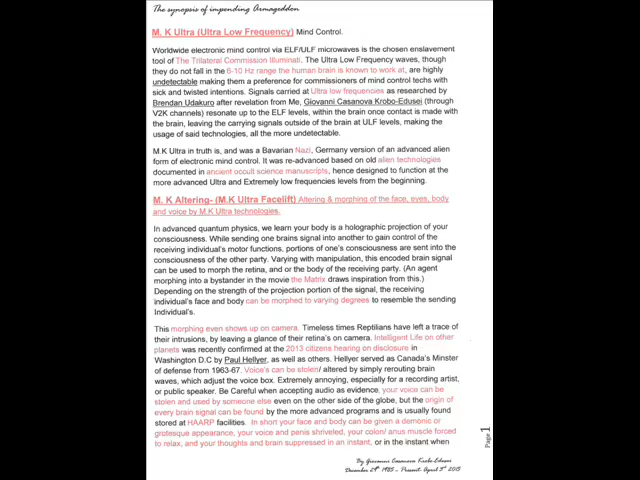 The synopsis of impending Armageddon
M. K Ultra (Ultra Low Frequency) Mind Control.
Worldwide electronic mind control via ELF/ULF microwaves is the chosen enslavement
tool of The Trilateral Commission Illuminati. The Ultra Low Frequency waves, though
they do not fall in the 6-10 Hz range the human brain is known to work at, are highly
undetectable making them a preference for commissioners of mind control techs with
sick and twisted intentions. Signals carried at Ultra low frequencies as researched by
Brendan Udakuro after revelation from Me, Giovanni Casanova Krobo-Edusei (through
V2K channels) resonate up to the ELF levels, within the brain once contact is made with
the brain, leaving the carrying signals outside of the brain at ULF levels, making the
usage of said technologies, all the more undetectable.
M.K Ultra in truth is, and was a Bavarian Nazi, Germany version of an advanced alien
form of electronic mind control. It was re-advanced based on old alien technologies
documented in ancient occult science manuscripts, hence designed to function at the
more advanced Ultra and Extremely low frequencies levels from the beginning.
M. K Altering- (M.K Ultra Facelift) Altering & morphing of the face, eyes, body
and voice by M.K Ultra technologies.
In advanced quantum physics, we learn your body is a holographic projection of your
consciousness. While sending one brains signal into another to gain control of the
receiving individual's motor functions, portions of one's consciousness are sent into the
consciousness of the other party. Varying with manipulation, this encoded brain signal
can be used to morph the retina, and or the body of the receiving party. (An agent
morphing into a bystander in the movie the Matrix draws inspiration from this.)
Depending on the strength of the projection portion of the signal, the receiving
individual's face and body can be morphed to varying degrees to resemble the sending
Individual's.
This morphing even shows up on camera. Timeless times Reptilians have left a trace of
their intrusions, by leaving a glance of their retina's on camera. Intelligent Life on other
planets was recently confirmed at the 2013 citizens hearing on disclosure in
Washington D.C by Paul Hellyer, as well as others. Hellyer served as Canada's Minster
of defense from 1963-67. Voice's can be stolen/ altered by simply rerouting brain
waves, which adjust the voice box. Extremely annoying, especially for a recording artist,
or public speaker. Be Careful when accepting audio as evidence, your voice can be
stolen and used by someone else even on the other side of the globe, but the origin of
every brain signal can be found by the more advanced programs and is usually found
stored at HAARP facilities. In short your face and body can be given a demonic or
grotesque appearance, your voice and penis shriveled, your colon/ anus muscle forced
to relax, and your thoughts and brain suppressed in an instant, or in the instant when
Page 1
By Giovanni Casanova Krobo-Edusei
December 29th 1985 – Present. April 3rd 2015